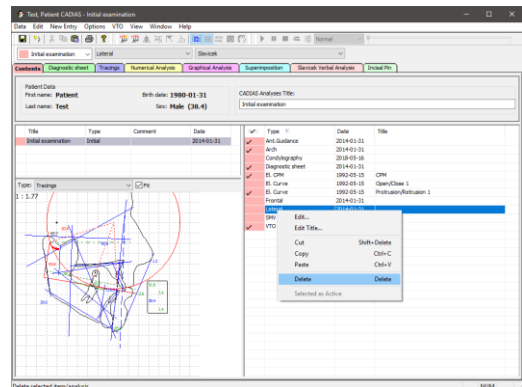 Test, Patient CADIAS - Initial examination
Data Edit New Entry Options VTO View Window Help
Normal
Initial examination Lateral Slavicek
Contents Diagnostic sheet Tracings Numerical Analysis Graphical Analysis Superimposition Slavicek Verbal Analysis Incisal Pin
Patient Data
First name: Patient Birth date: 1980-01-31
Last name: Test Sex: Male (38.4)
CADIAS Analyses Title:
Initial examination
Title Type Comment Date
Initial examination Initial 2014-01-31
Type Date Title
Ant.Guidance 2014-01-31
Arch 2014-01-31
Condylography 2018-05-16
Diagnostic sheet 2014-01-31
El. CPM 1992-05-15 CPM
El. Curve 1992-05-15 Open/Close 1
El. Curve 1992-05-15 Protrusion/Retrusion 1
Frontal 2014-01-31
Lateral 2014-01-31
SMV
VTO
Type: Tracings Fit
1 : 1.77
Edit...
Edit Title...
Cut Shift+Delete
Copy Ctrl+C
Paste Ctrl+V
Delete Delete
Selected as Active
Delete selected item/analysis
NUM